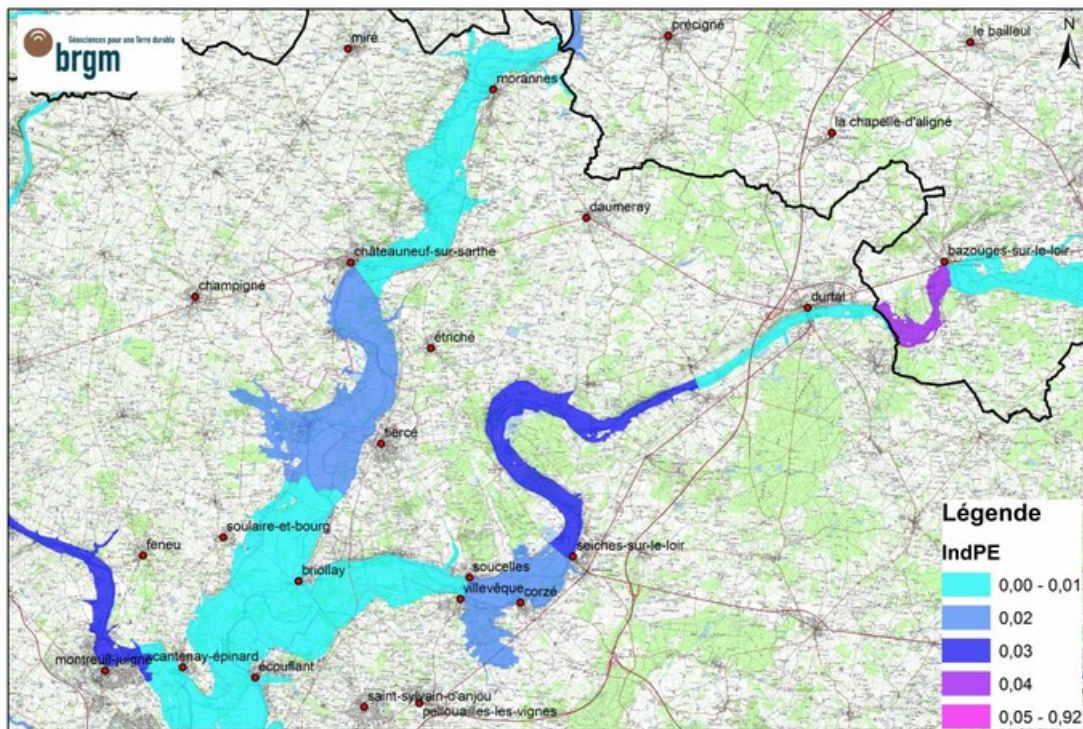 Géosciences pour une Terre durable
brgm
miré
précigné
le bailleul
N
morannes
la chapelle-d'aligné
daumeray
châteauneuf-sur-sarthe
bazouges-sur-le-loir
champigné
durtal
étriché
tiercé
soulaire-et-bourg
feneu
seiches-sur-le-loir
briollay
soucelles
villevêque
corzé
montreuil-juigné
cantenay-épinard
écouflant
saint-sylvain-d'anjou
pellouailles-les-vignes
Légende
IndPE
0,00 - 0,01
0,02
0,03
0,04
0,05 - 0,92